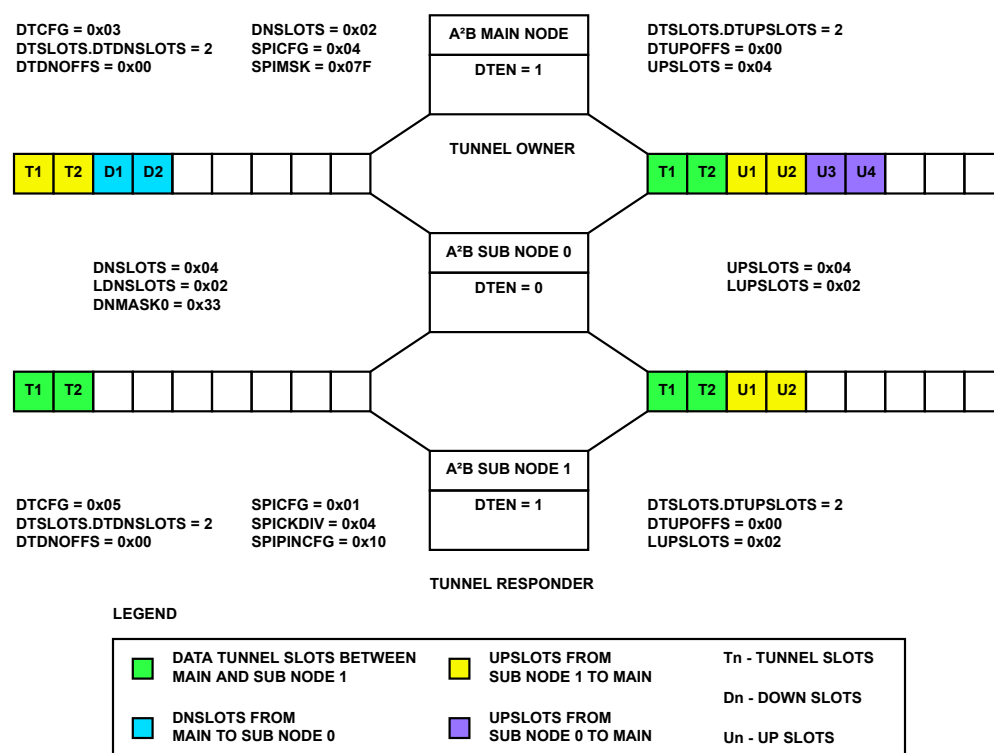 DTCFG = 0x03
DTSLOTS.DTDNSLOTS = 2
DTDNOFFS = 0x00
DNSLOTS = 0x02
SPICFG = 0x04
SPIMSK = 0x07F
A²B MAIN NODE
DTEN = 1
DTSLOTS.DTUPSLOTS = 2
DTUPOFFS = 0x00
UPSLOTS = 0x04
TUNNEL OWNER
T1 T2 D1 D2
T1 T2 U1 U2 U3 U4
DNSLOTS = 0x04
LDNSLOTS = 0x02
DNMASK0 = 0x33
A²B SUB NODE 0
DTEN = 0
UPSLOTS = 0x04
LUPSLOTS = 0x02
T1 T2
T1 T2 U1 U2
DTCFG = 0x05
DTSLOTS.DTDNSLOTS = 2
DTDNOFFS = 0x00
SPICFG = 0x01
SPICKDIV = 0x04
SPIPINCFG = 0x10
A²B SUB NODE 1
DTEN = 1
DTSLOTS.DTUPSLOTS = 2
DTUPOFFS = 0x00
LUPSLOTS = 0x02
TUNNEL RESPONDER
LEGEND
DATA TUNNEL SLOTS BETWEEN
MAIN AND SUB NODE 1
UPSLOTS FROM
SUB NODE 1 TO MAIN
Tn - TUNNEL SLOTS
Dn - DOWN SLOTS
DNSLOTS FROM
MAIN TO SUB NODE 0
UPSLOTS FROM
SUB NODE 0 TO MAIN
Un - UP SLOTS